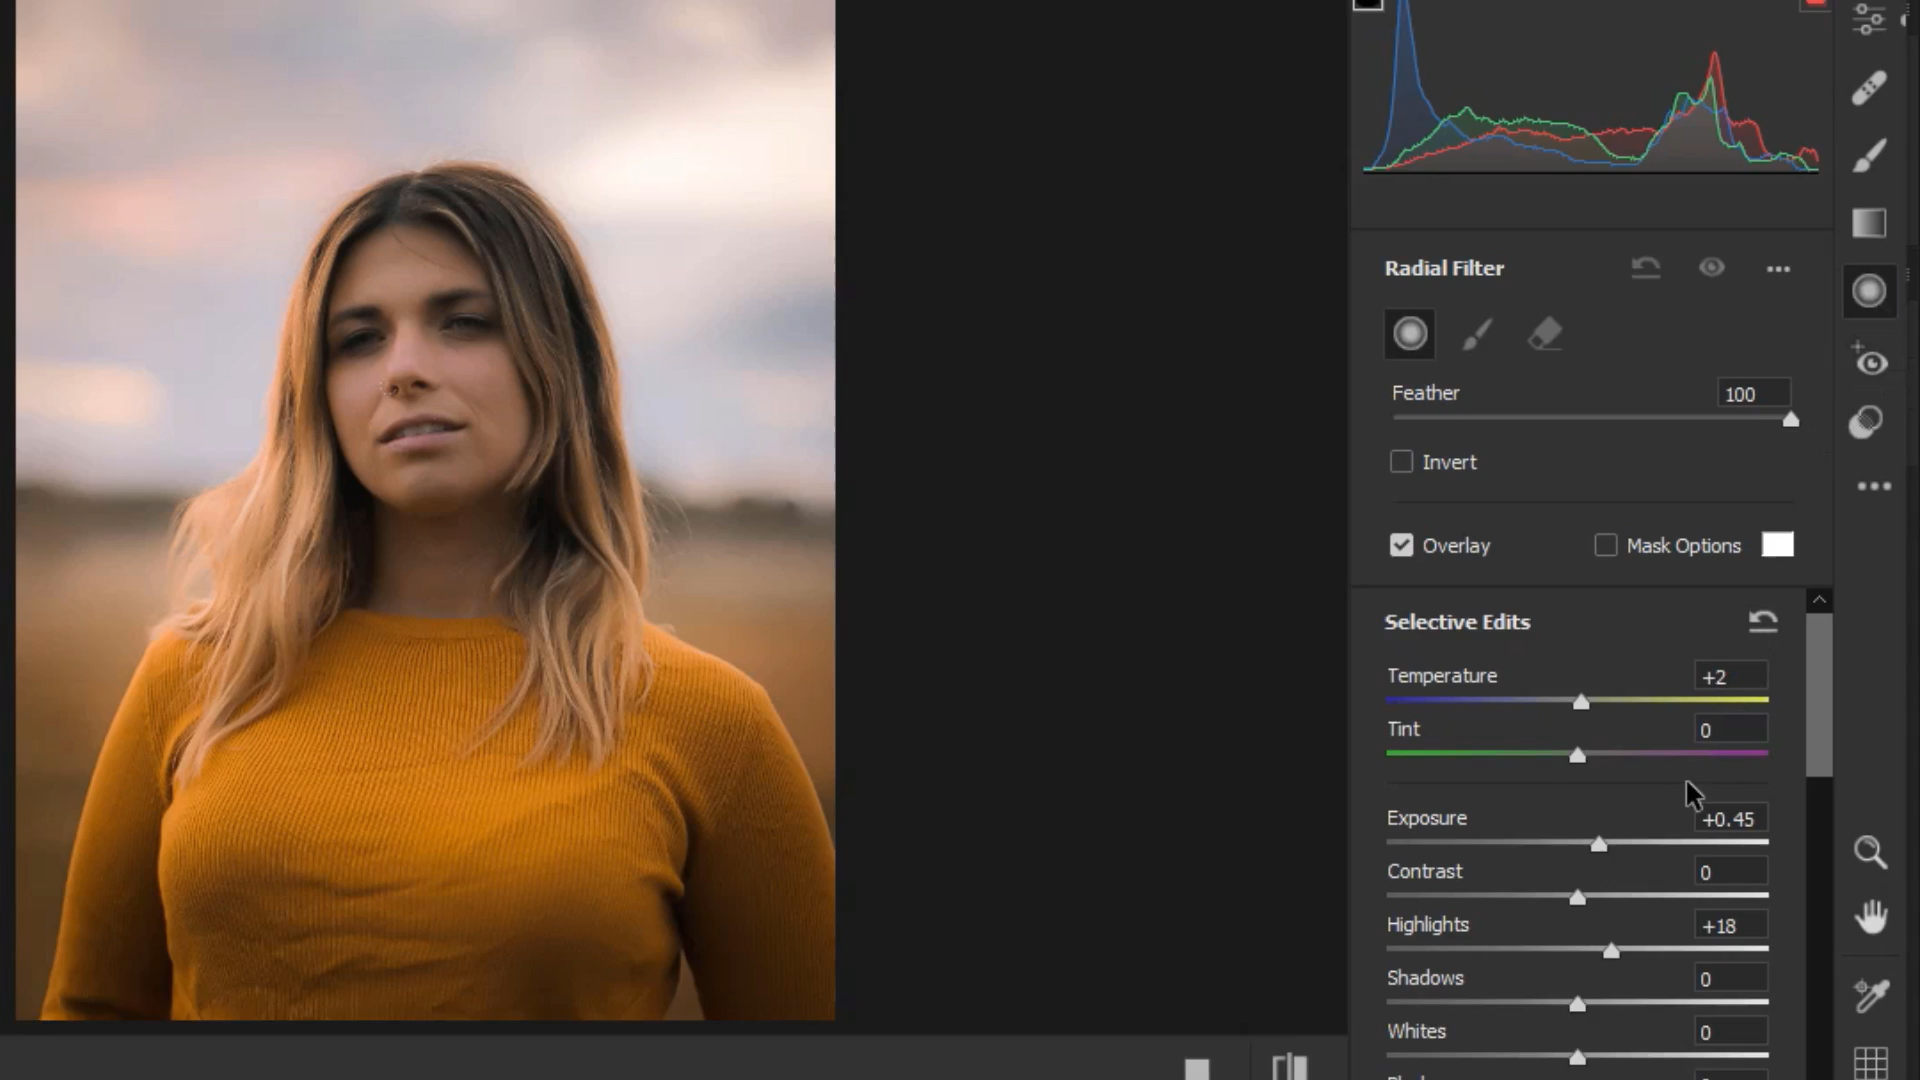 Radial Filter
Feather 100
Invert
Overlay Mask Options
Selective Edits
Temperature +2
Tint 0
Exposure +0.45
Contrast 0
Highlights +18
Shadows 0
Whites 0